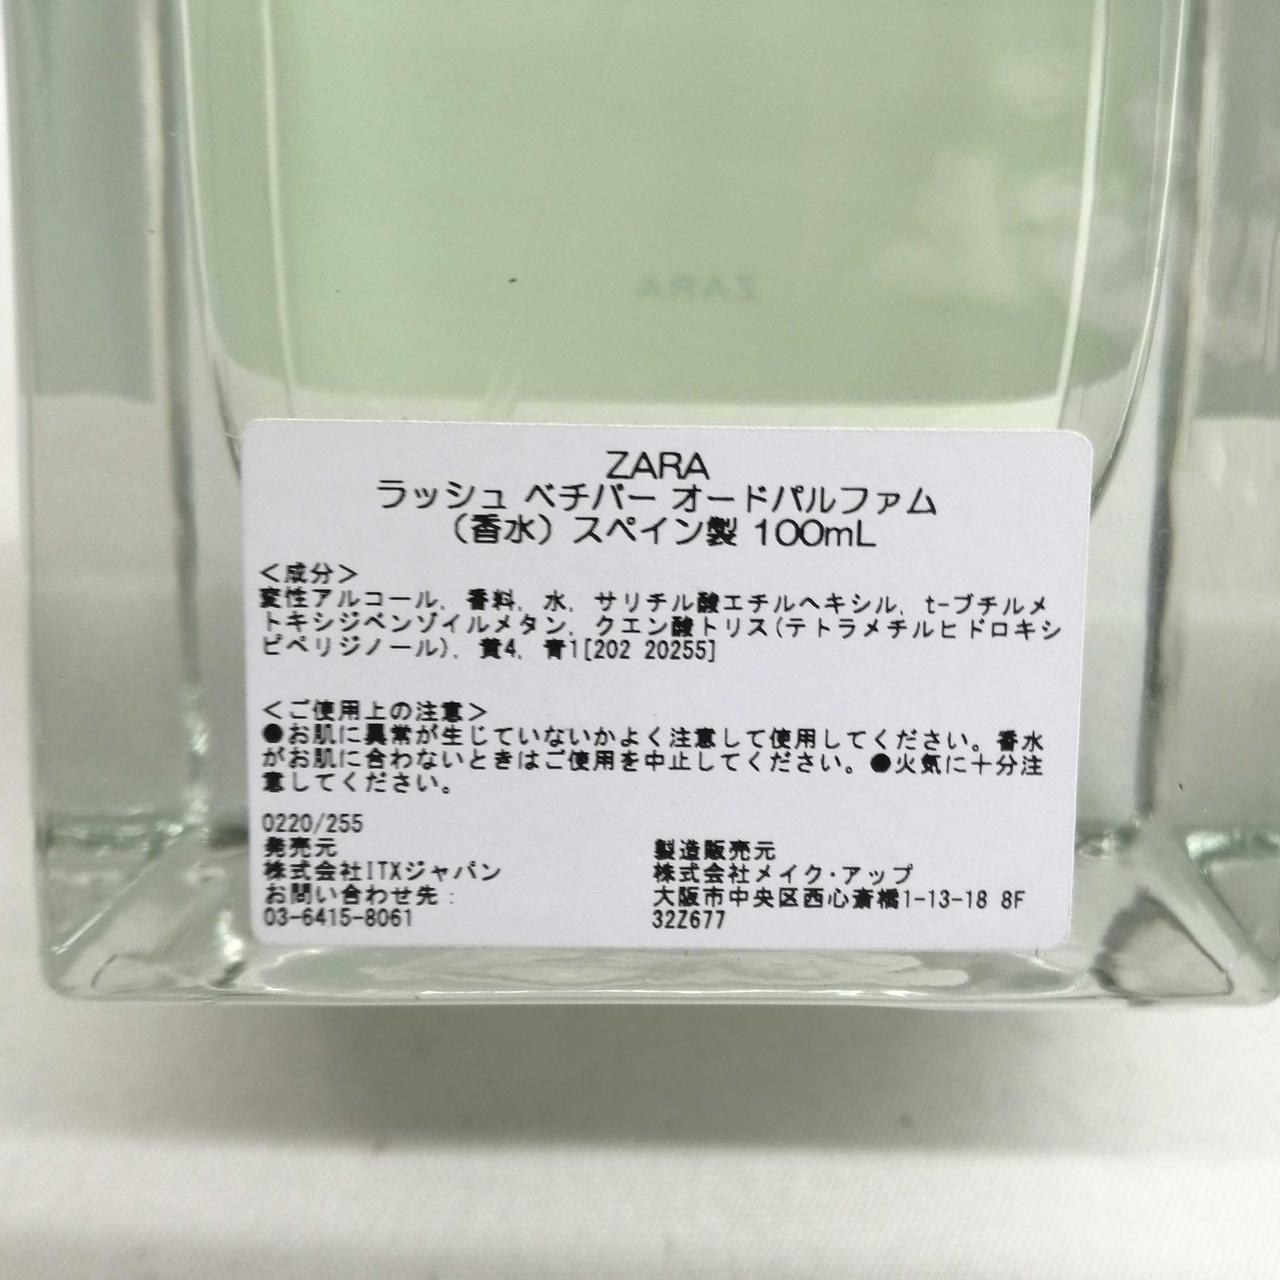 ZARA
ZARA
ラッシュ ベチバー オードパルファム
（香水）スペイン製 100mL
＜成分＞
変性アルコール, 香料, 水, サリチル酸エチルヘキシル, t-ブチルメ
トキシジベンゾイルメタン, クエン酸トリス(テトラメチルヒドロキシ
ピペリジノール), 黄4, 青1[202 20255]
＜ご使用上の注意＞
●お肌に異常が生じていないかよく注意して使用してください。香水
がお肌に合わないときはご使用を中止してください。●火気に十分注
意してください。
0220/255
発売元
株式会社ITXジャパン
お問い合わせ先：
03-6415-8061
製造販売元
株式会社メイク・アップ
大阪市中央区西心斎橋1-13-18 8F
32Z677